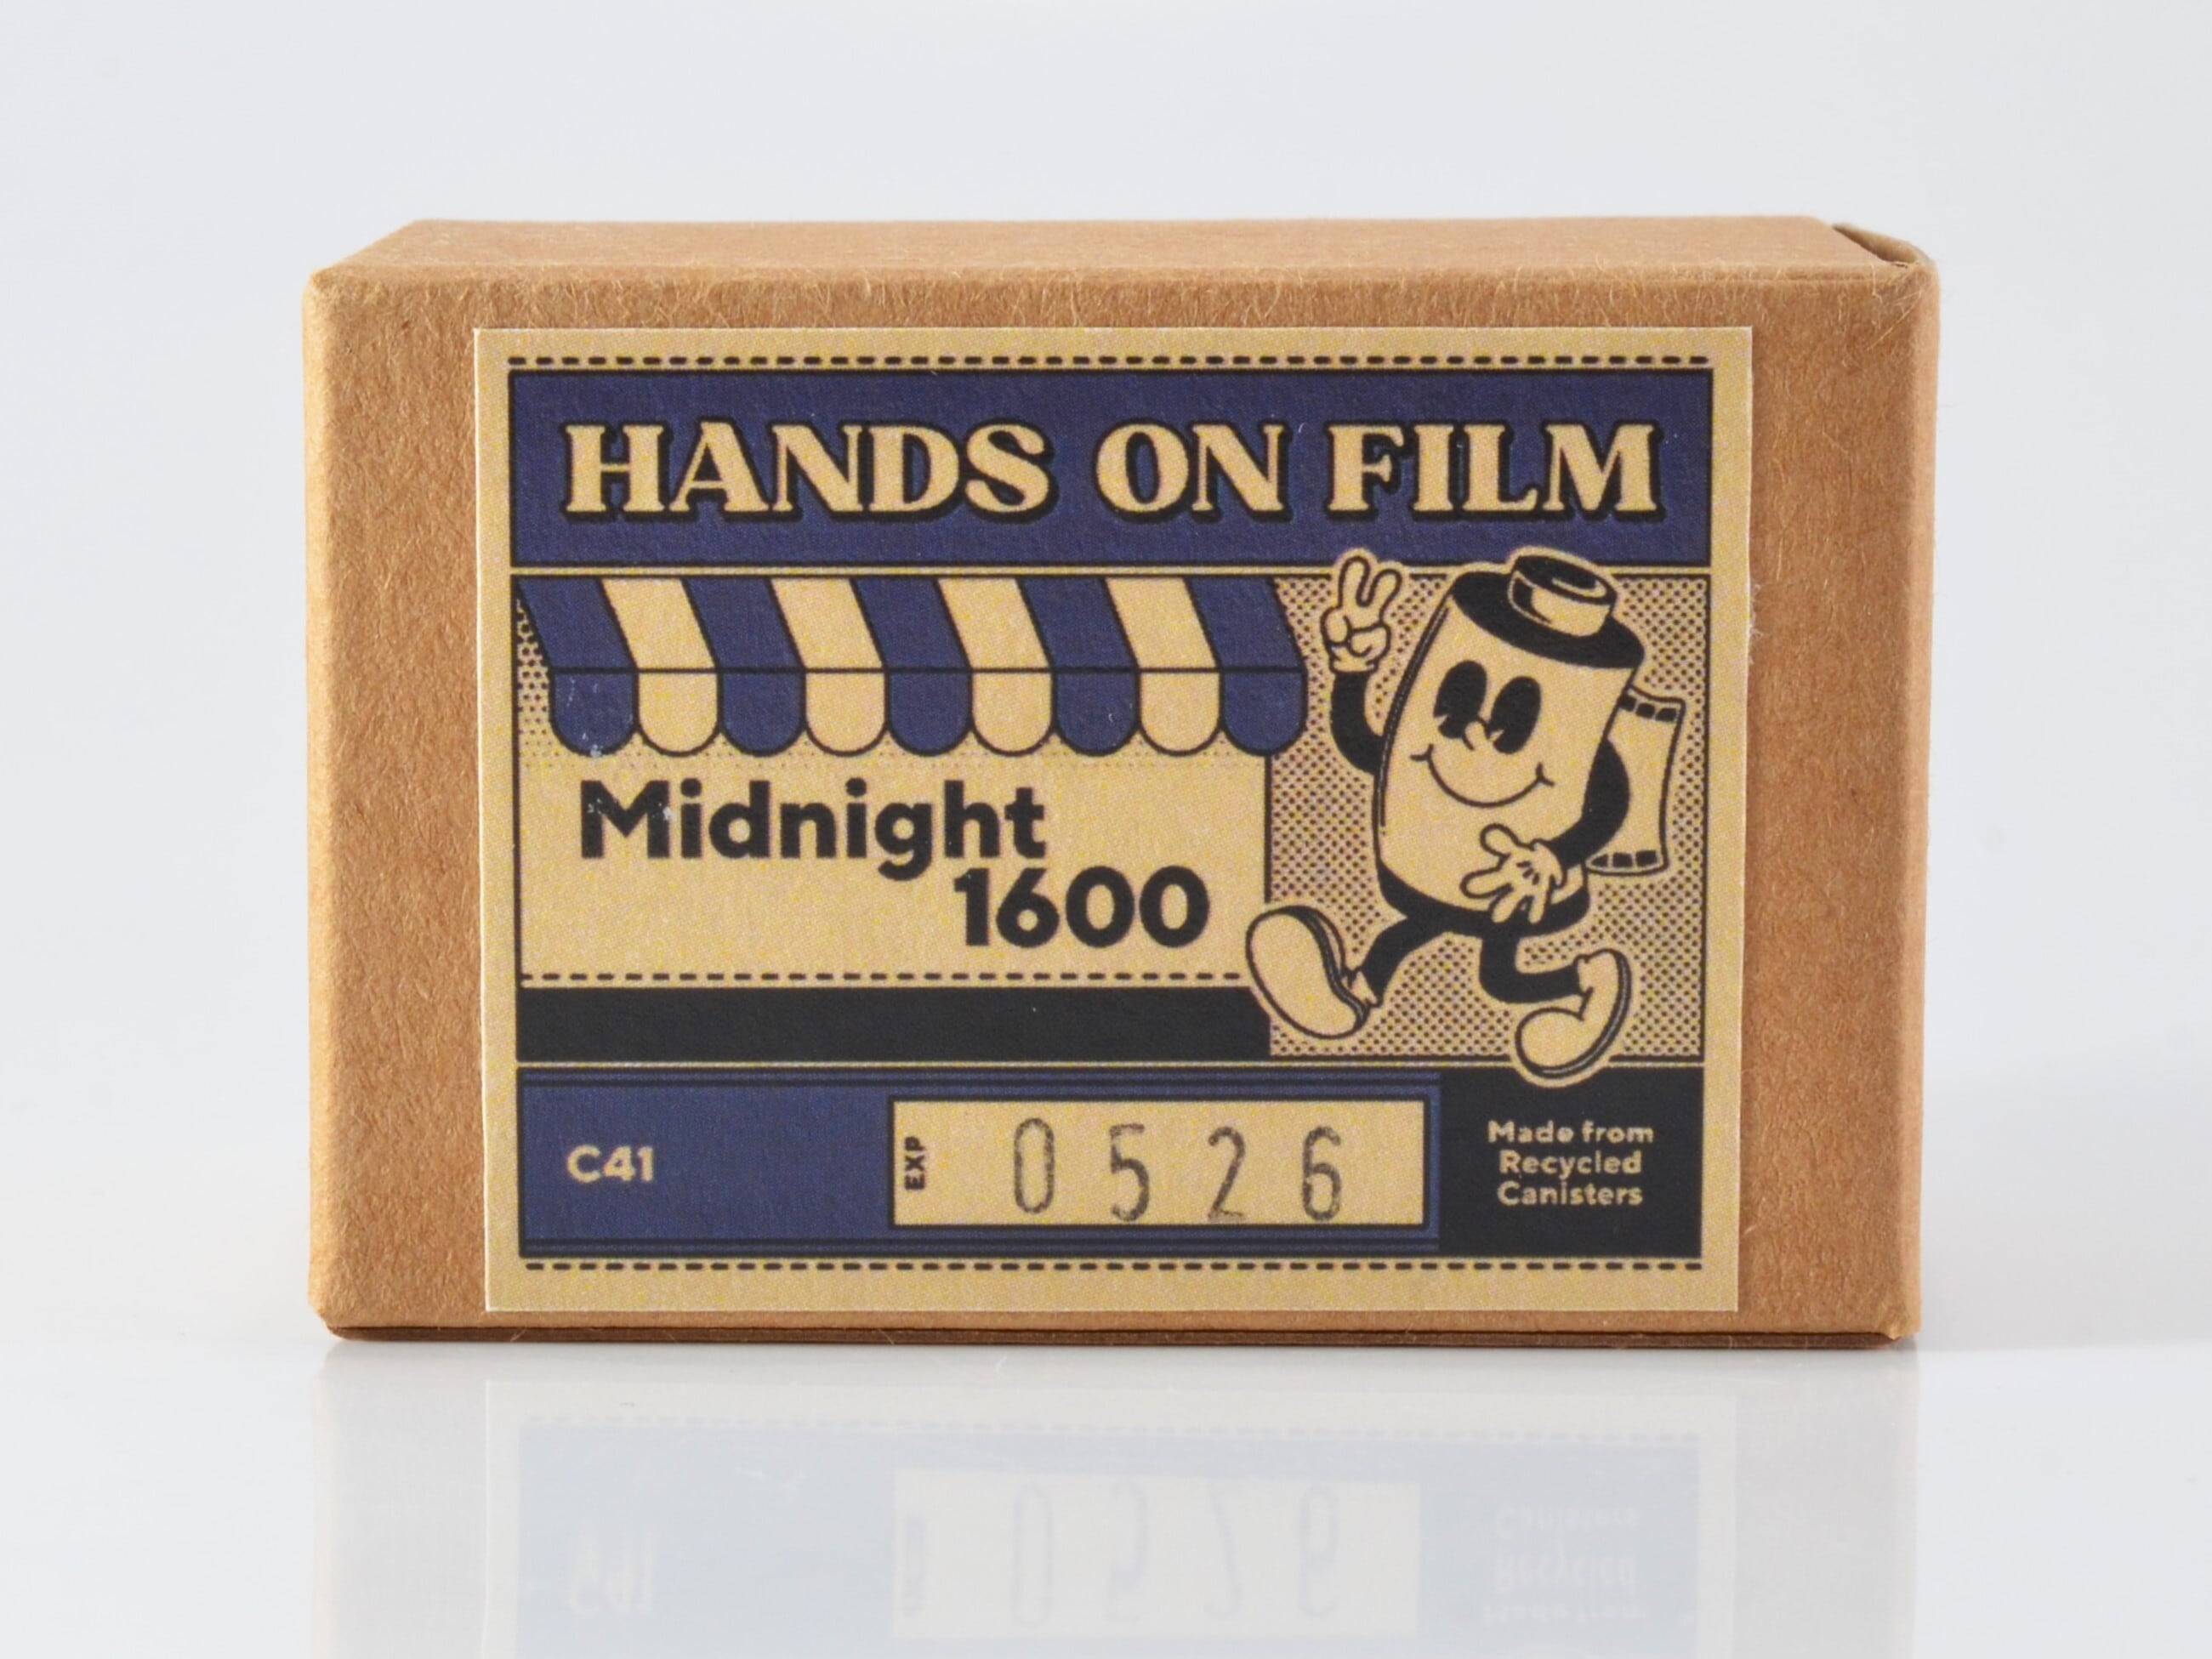 HANDS ON FILM
Midnight
1600
C41
EXP
0526
Made from
Recycled
Canisters